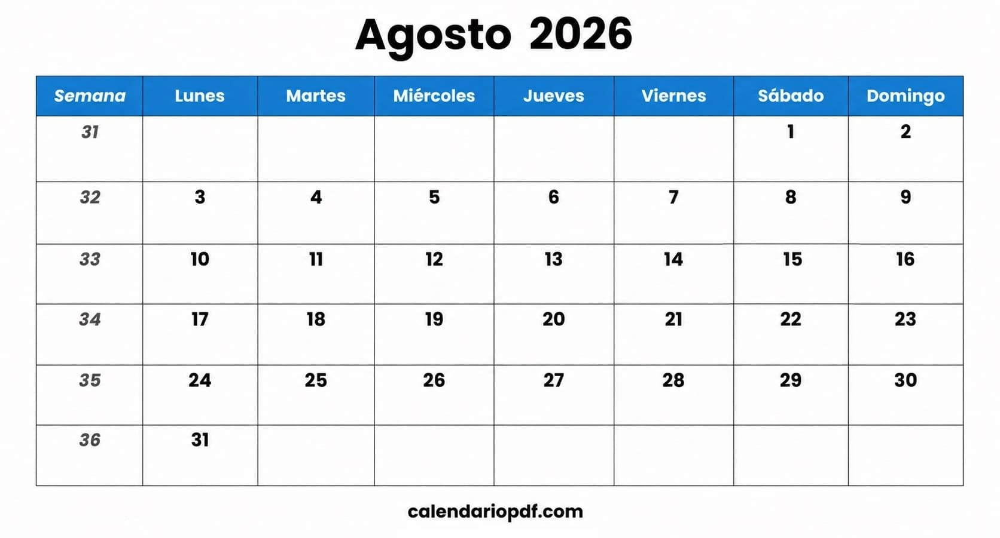 Agosto 2026
Semana Lunes Martes Miércoles Jueves Viernes Sábado Domingo
31 1 2
32 3 4 5 6 7 8 9
33 10 11 12 13 14 15 16
34 17 18 19 20 21 22 23
35 24 25 26 27 28 29 30
36 31
calendariopdf.com